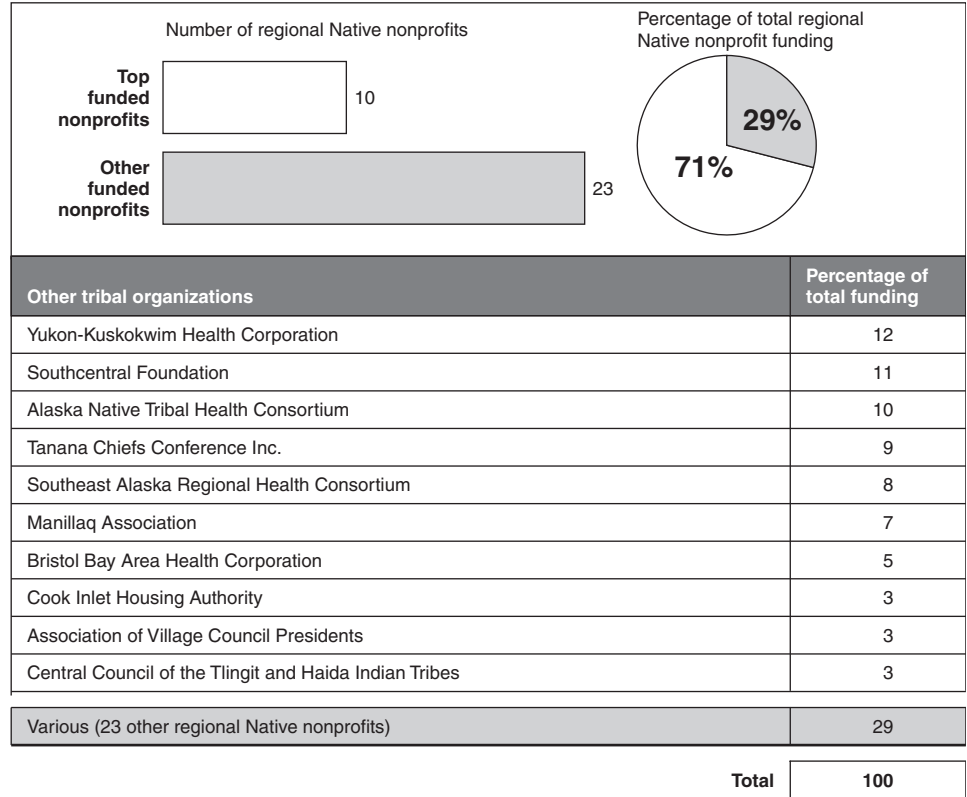 Number of regional Native nonprofits
Top
funded
nonprofits
10
Other
funded
nonprofits
23
Percentage of total regional
Native nonprofit funding
29%
71%
Other tribal organizations
Percentage of
total funding
Yukon-Kuskokwim Health Corporation 12
Southcentral Foundation 11
Alaska Native Tribal Health Consortium 10
Tanana Chiefs Conference Inc. 9
Southeast Alaska Regional Health Consortium 8
Manillaq Association 7
Bristol Bay Area Health Corporation 5
Cook Inlet Housing Authority 3
Association of Village Council Presidents 3
Central Council of the Tlingit and Haida Indian Tribes 3
Various (23 other regional Native nonprofits) 29
Total 100